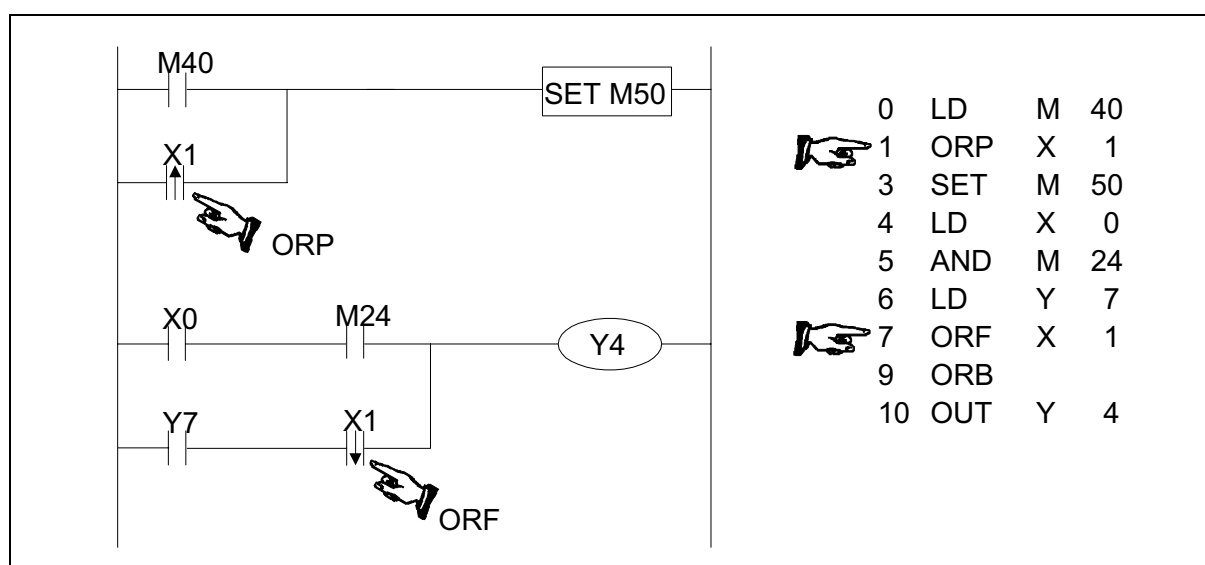 M40
SET M50
X1
ORP
X0 M24
Y4
Y7 X1
ORF
0 LD M 40
1 ORP X 1
3 SET M 50
4 LD X 0
5 AND M 24
6 LD Y 7
7 ORF X 1
9 ORB
10 OUT Y 4